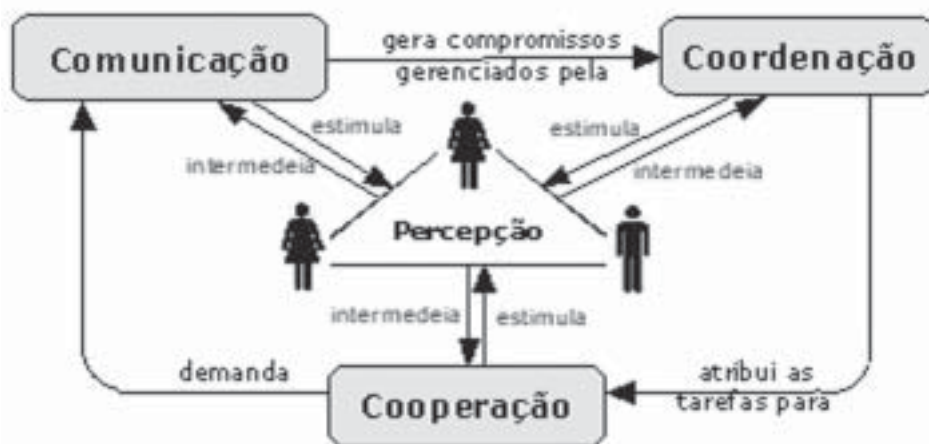 Comunicação
gera compromissos
gerenciados pela
Coordenação
estimula
intermedeia
estimula
intermedeia
Percepção
intermedeia
estimula
demanda
Cooperação
atribui as
tarefas para